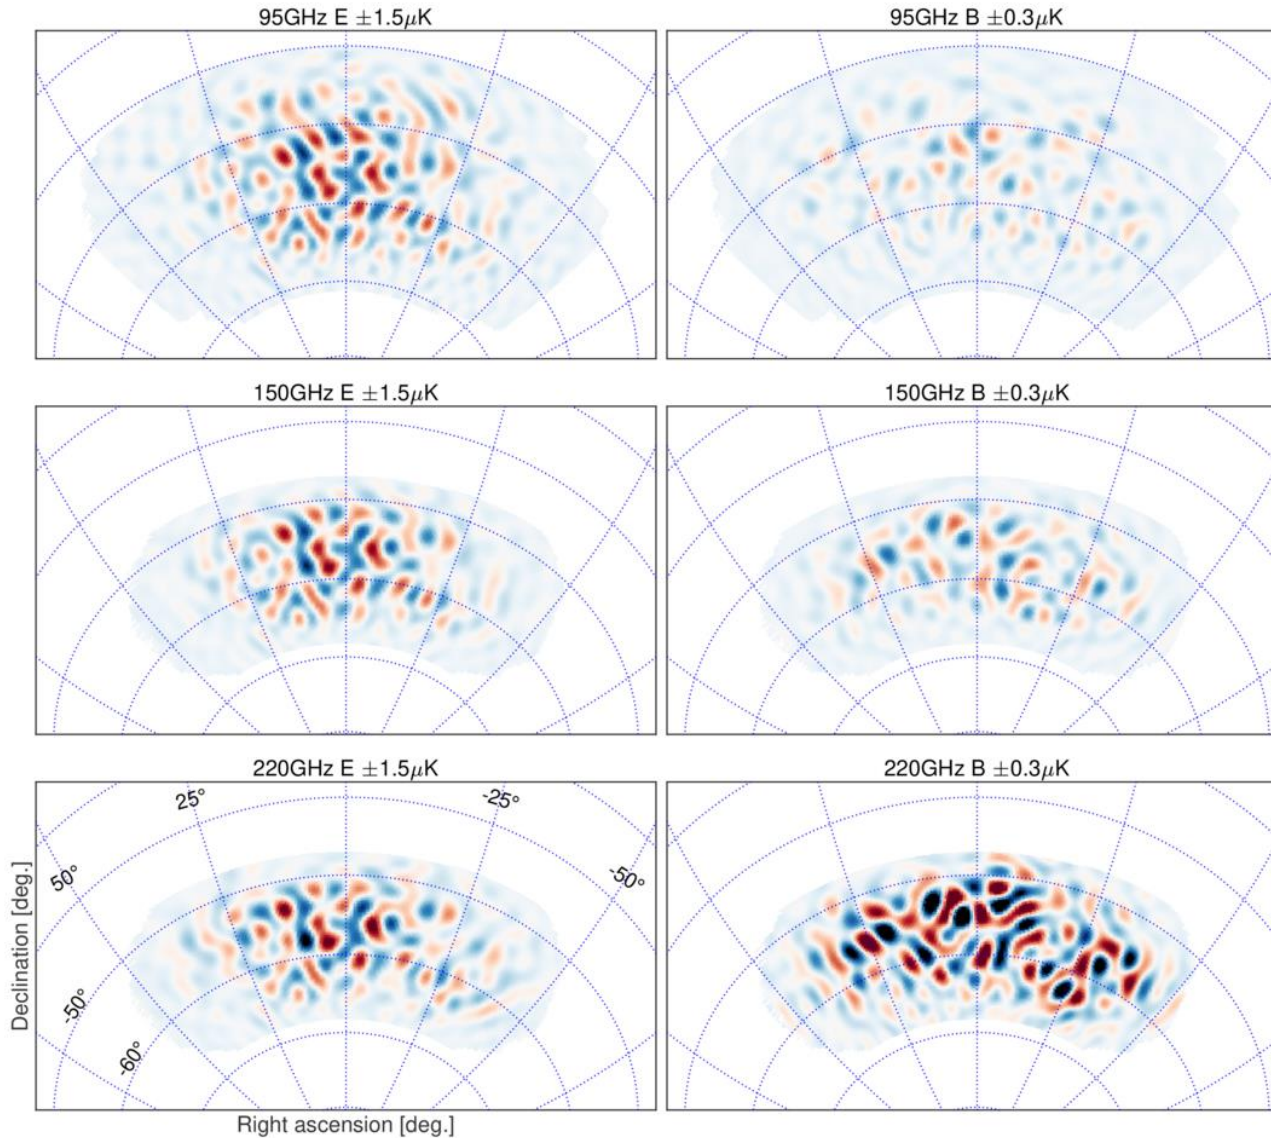 95GHz E ±1.5μK
95GHz B ±0.3μK
150GHz E ±1.5μK
150GHz B ±0.3μK
220GHz E ±1.5μK
220GHz B ±0.3μK
25°
-25°
50°
-50°
-50°
-60°
Declination [deg.]
Right ascension [deg.]